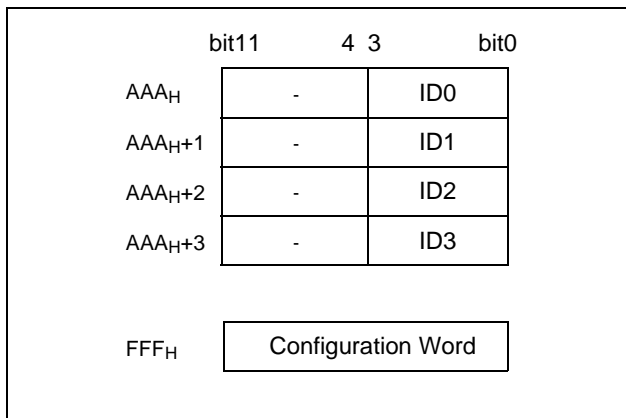 bit11 4 3 bit0
AAAH - ID0
AAAH+1 - ID1
AAAH+2 - ID2
AAAH+3 - ID3
FFFH Configuration Word